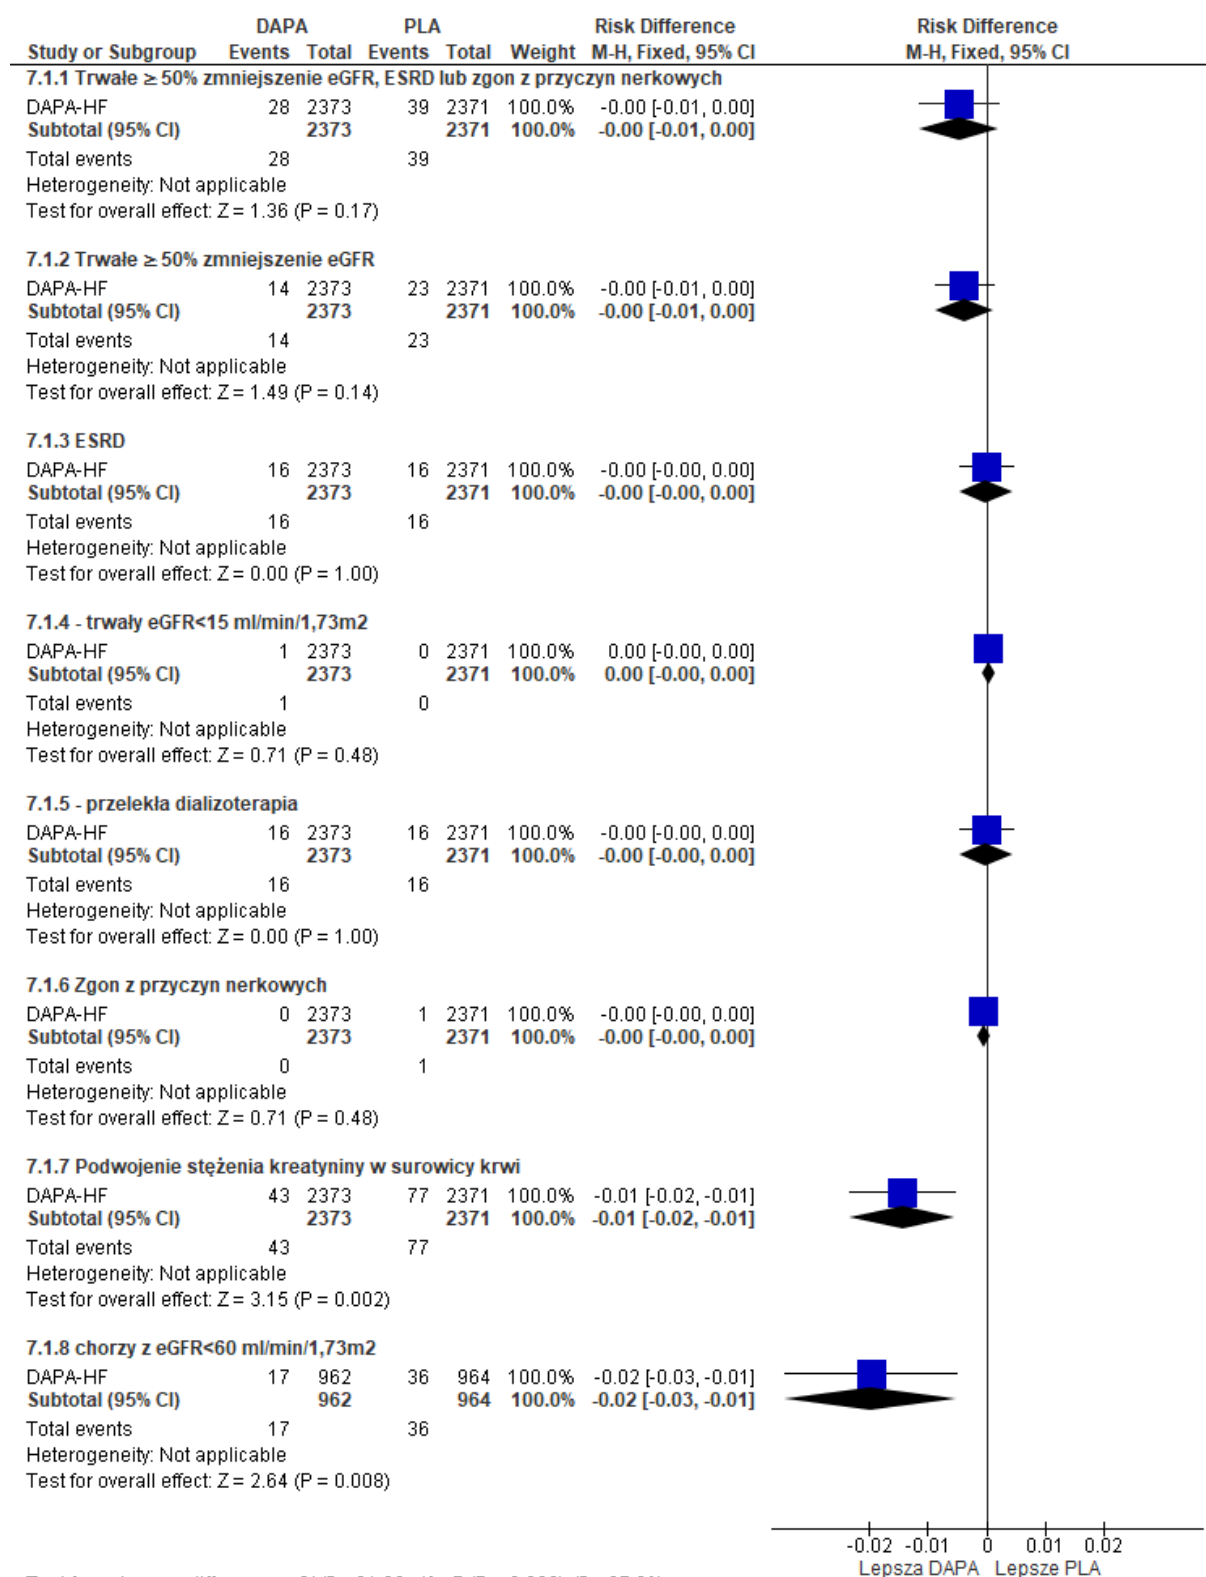 DAPA PLA Risk Difference Risk Difference
Study or Subgroup Events Total Events Total Weight M-H, Fixed, 95% CI M-H, Fixed, 95% CI
7.1.1 Trwałe ≥ 50% zmniejszenie eGFR, ESRD lub zgon z przyczyn nerkowych
DAPA-HF 28 2373 39 2371 100.0% -0.00 [-0.01, 0.00]
Subtotal (95% CI) 2373 2371 100.0% -0.00 [-0.01, 0.00]
Total events 28 39
Heterogeneity: Not applicable
Test for overall effect: Z = 1.36 (P = 0.17)
7.1.2 Trwałe ≥ 50% zmniejszenie eGFR
DAPA-HF 14 2373 23 2371 100.0% -0.00 [-0.01, 0.00]
Subtotal (95% CI) 2373 2371 100.0% -0.00 [-0.01, 0.00]
Total events 14 23
Heterogeneity: Not applicable
Test for overall effect: Z = 1.49 (P = 0.14)
7.1.3 ESRD
DAPA-HF 16 2373 16 2371 100.0% -0.00 [-0.00, 0.00]
Subtotal (95% CI) 2373 2371 100.0% -0.00 [-0.00, 0.00]
Total events 16 16
Heterogeneity: Not applicable
Test for overall effect: Z = 0.00 (P = 1.00)
7.1.4 - trwały eGFR<15 ml/min/1,73m2
DAPA-HF 1 2373 0 2371 100.0% 0.00 [-0.00, 0.00]
Subtotal (95% CI) 2373 2371 100.0% 0.00 [-0.00, 0.00]
Total events 1 0
Heterogeneity: Not applicable
Test for overall effect: Z = 0.71 (P = 0.48)
7.1.5 - przelekła dializoterapia
DAPA-HF 16 2373 16 2371 100.0% -0.00 [-0.00, 0.00]
Subtotal (95% CI) 2373 2371 100.0% -0.00 [-0.00, 0.00]
Total events 16 16
Heterogeneity: Not applicable
Test for overall effect: Z = 0.00 (P = 1.00)
7.1.6 Zgon z przyczyn nerkowych
DAPA-HF 0 2373 1 2371 100.0% -0.00 [-0.00, 0.00]
Subtotal (95% CI) 2373 2371 100.0% -0.00 [-0.00, 0.00]
Total events 0 1
Heterogeneity: Not applicable
Test for overall effect: Z = 0.71 (P = 0.48)
7.1.7 Podwojenie stężenia kreatyniny w surowicy krwi
DAPA-HF 43 2373 77 2371 100.0% -0.01 [-0.02, -0.01]
Subtotal (95% CI) 2373 2371 100.0% -0.01 [-0.02, -0.01]
Total events 43 77
Heterogeneity: Not applicable
Test for overall effect: Z = 3.15 (P = 0.002)
7.1.8 chorzy z eGFR<60 ml/min/1,73m2
DAPA-HF 17 962 36 964 100.0% -0.02 [-0.03, -0.01]
Subtotal (95% CI) 962 964 100.0% -0.02 [-0.03, -0.01]
Total events 17 36
Heterogeneity: Not applicable
Test for overall effect: Z = 2.64 (P = 0.008)
-0.02 -0.01 0 0.01 0.02
Lepsza DAPA Lepsze PLA